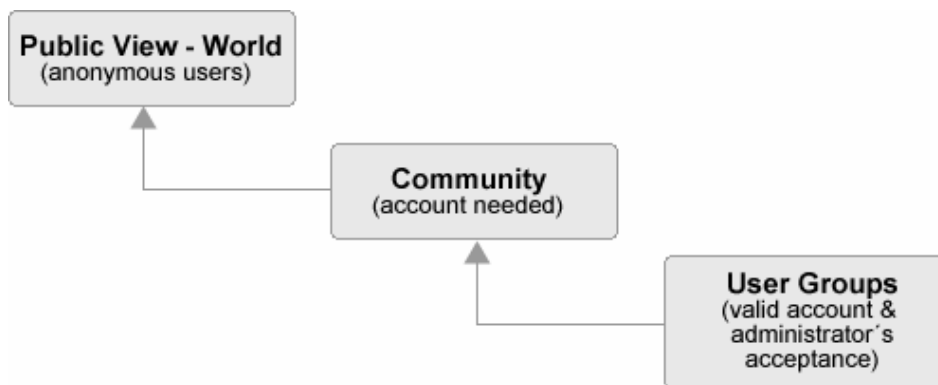 Public View - World
(anonymous users)
Community
(account needed)
User Groups
(valid account &
administrator´s
acceptance)